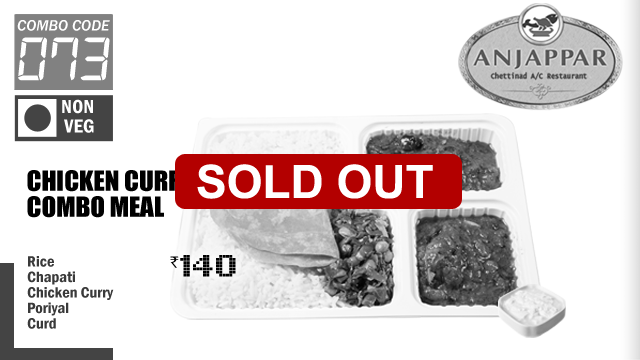 COMBO CODE
073
NON
VEG
ANJAPPAR
Chettinad A/C Restaurant
CHICKEN CURR
SOLD OUT
COMBO MEAL
₹140
Rice
Chapati
Chicken Curry
Poriyal
Curd